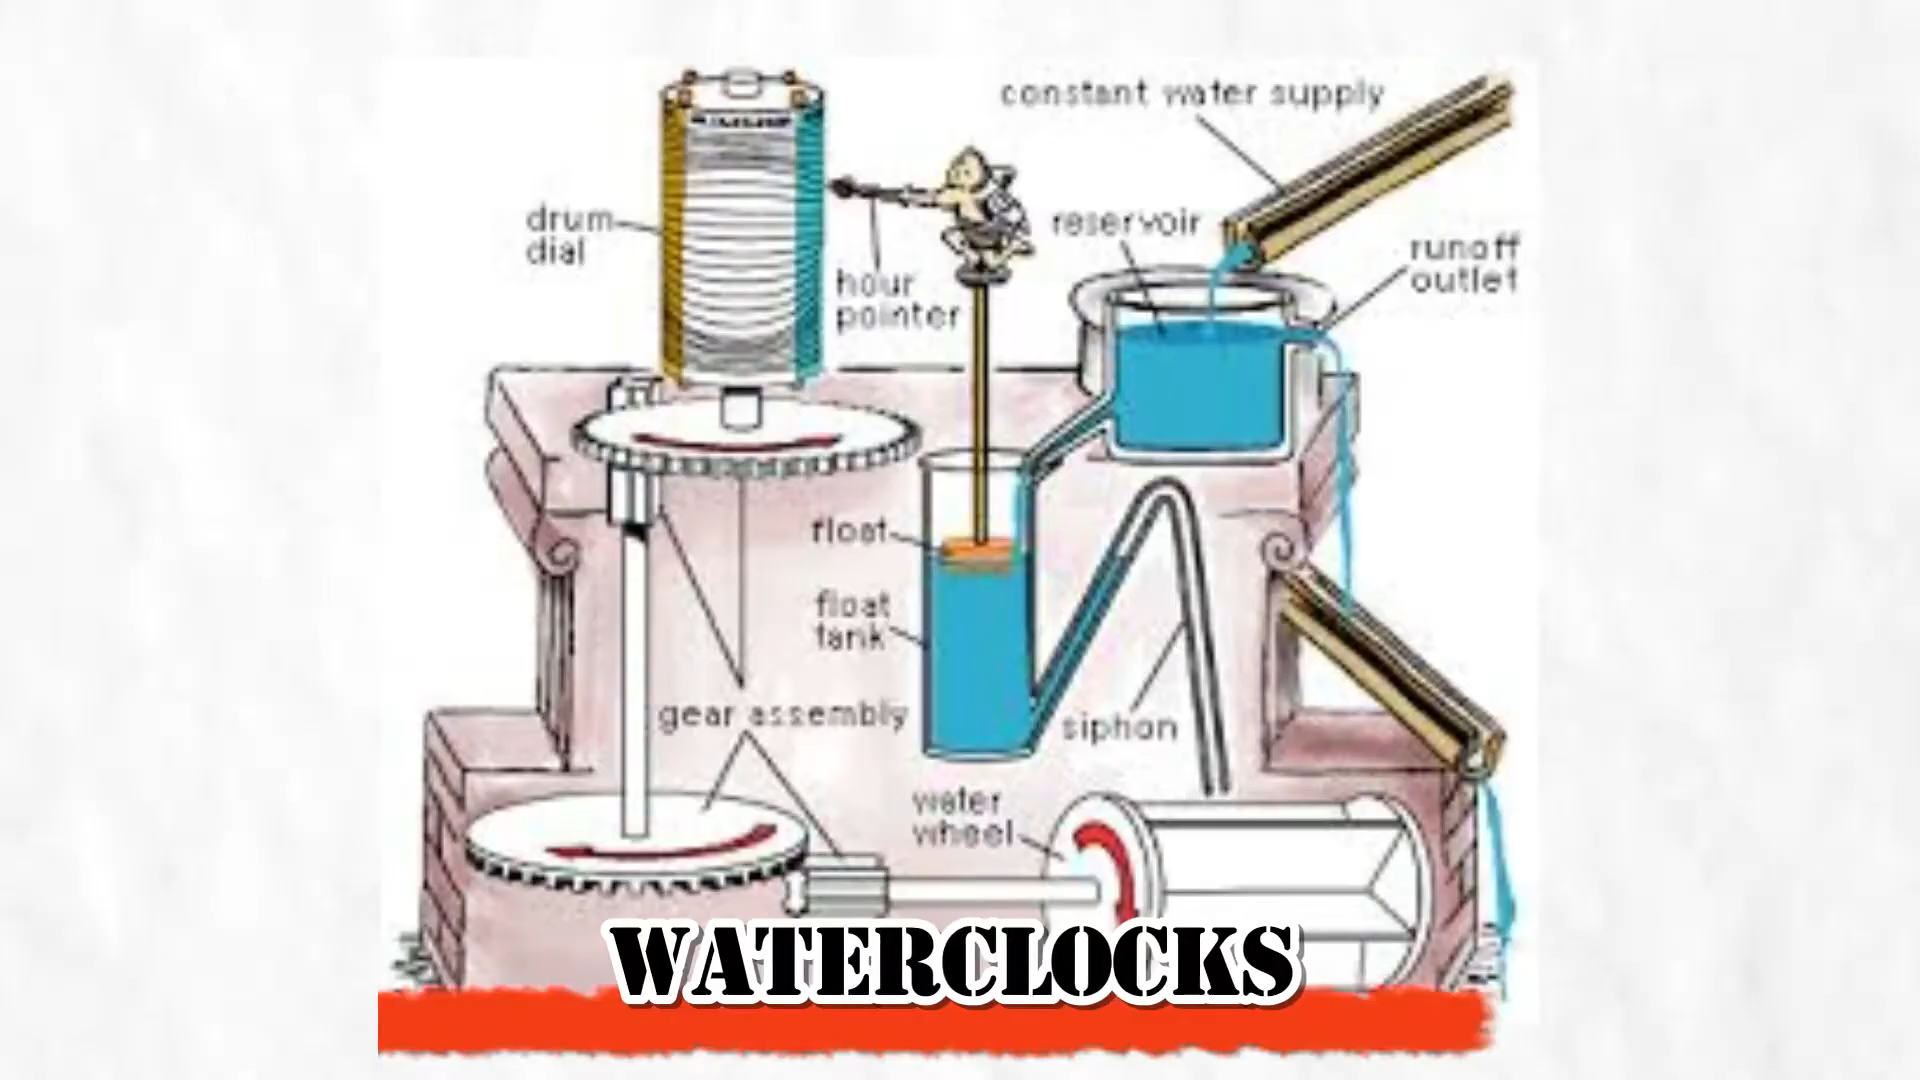 constant water supply
drum
dial
reservoir
runoff
outlet
hour
pointer
float
float
tank
gear assembly
siphon
water
wheel
WATERCLOCKS